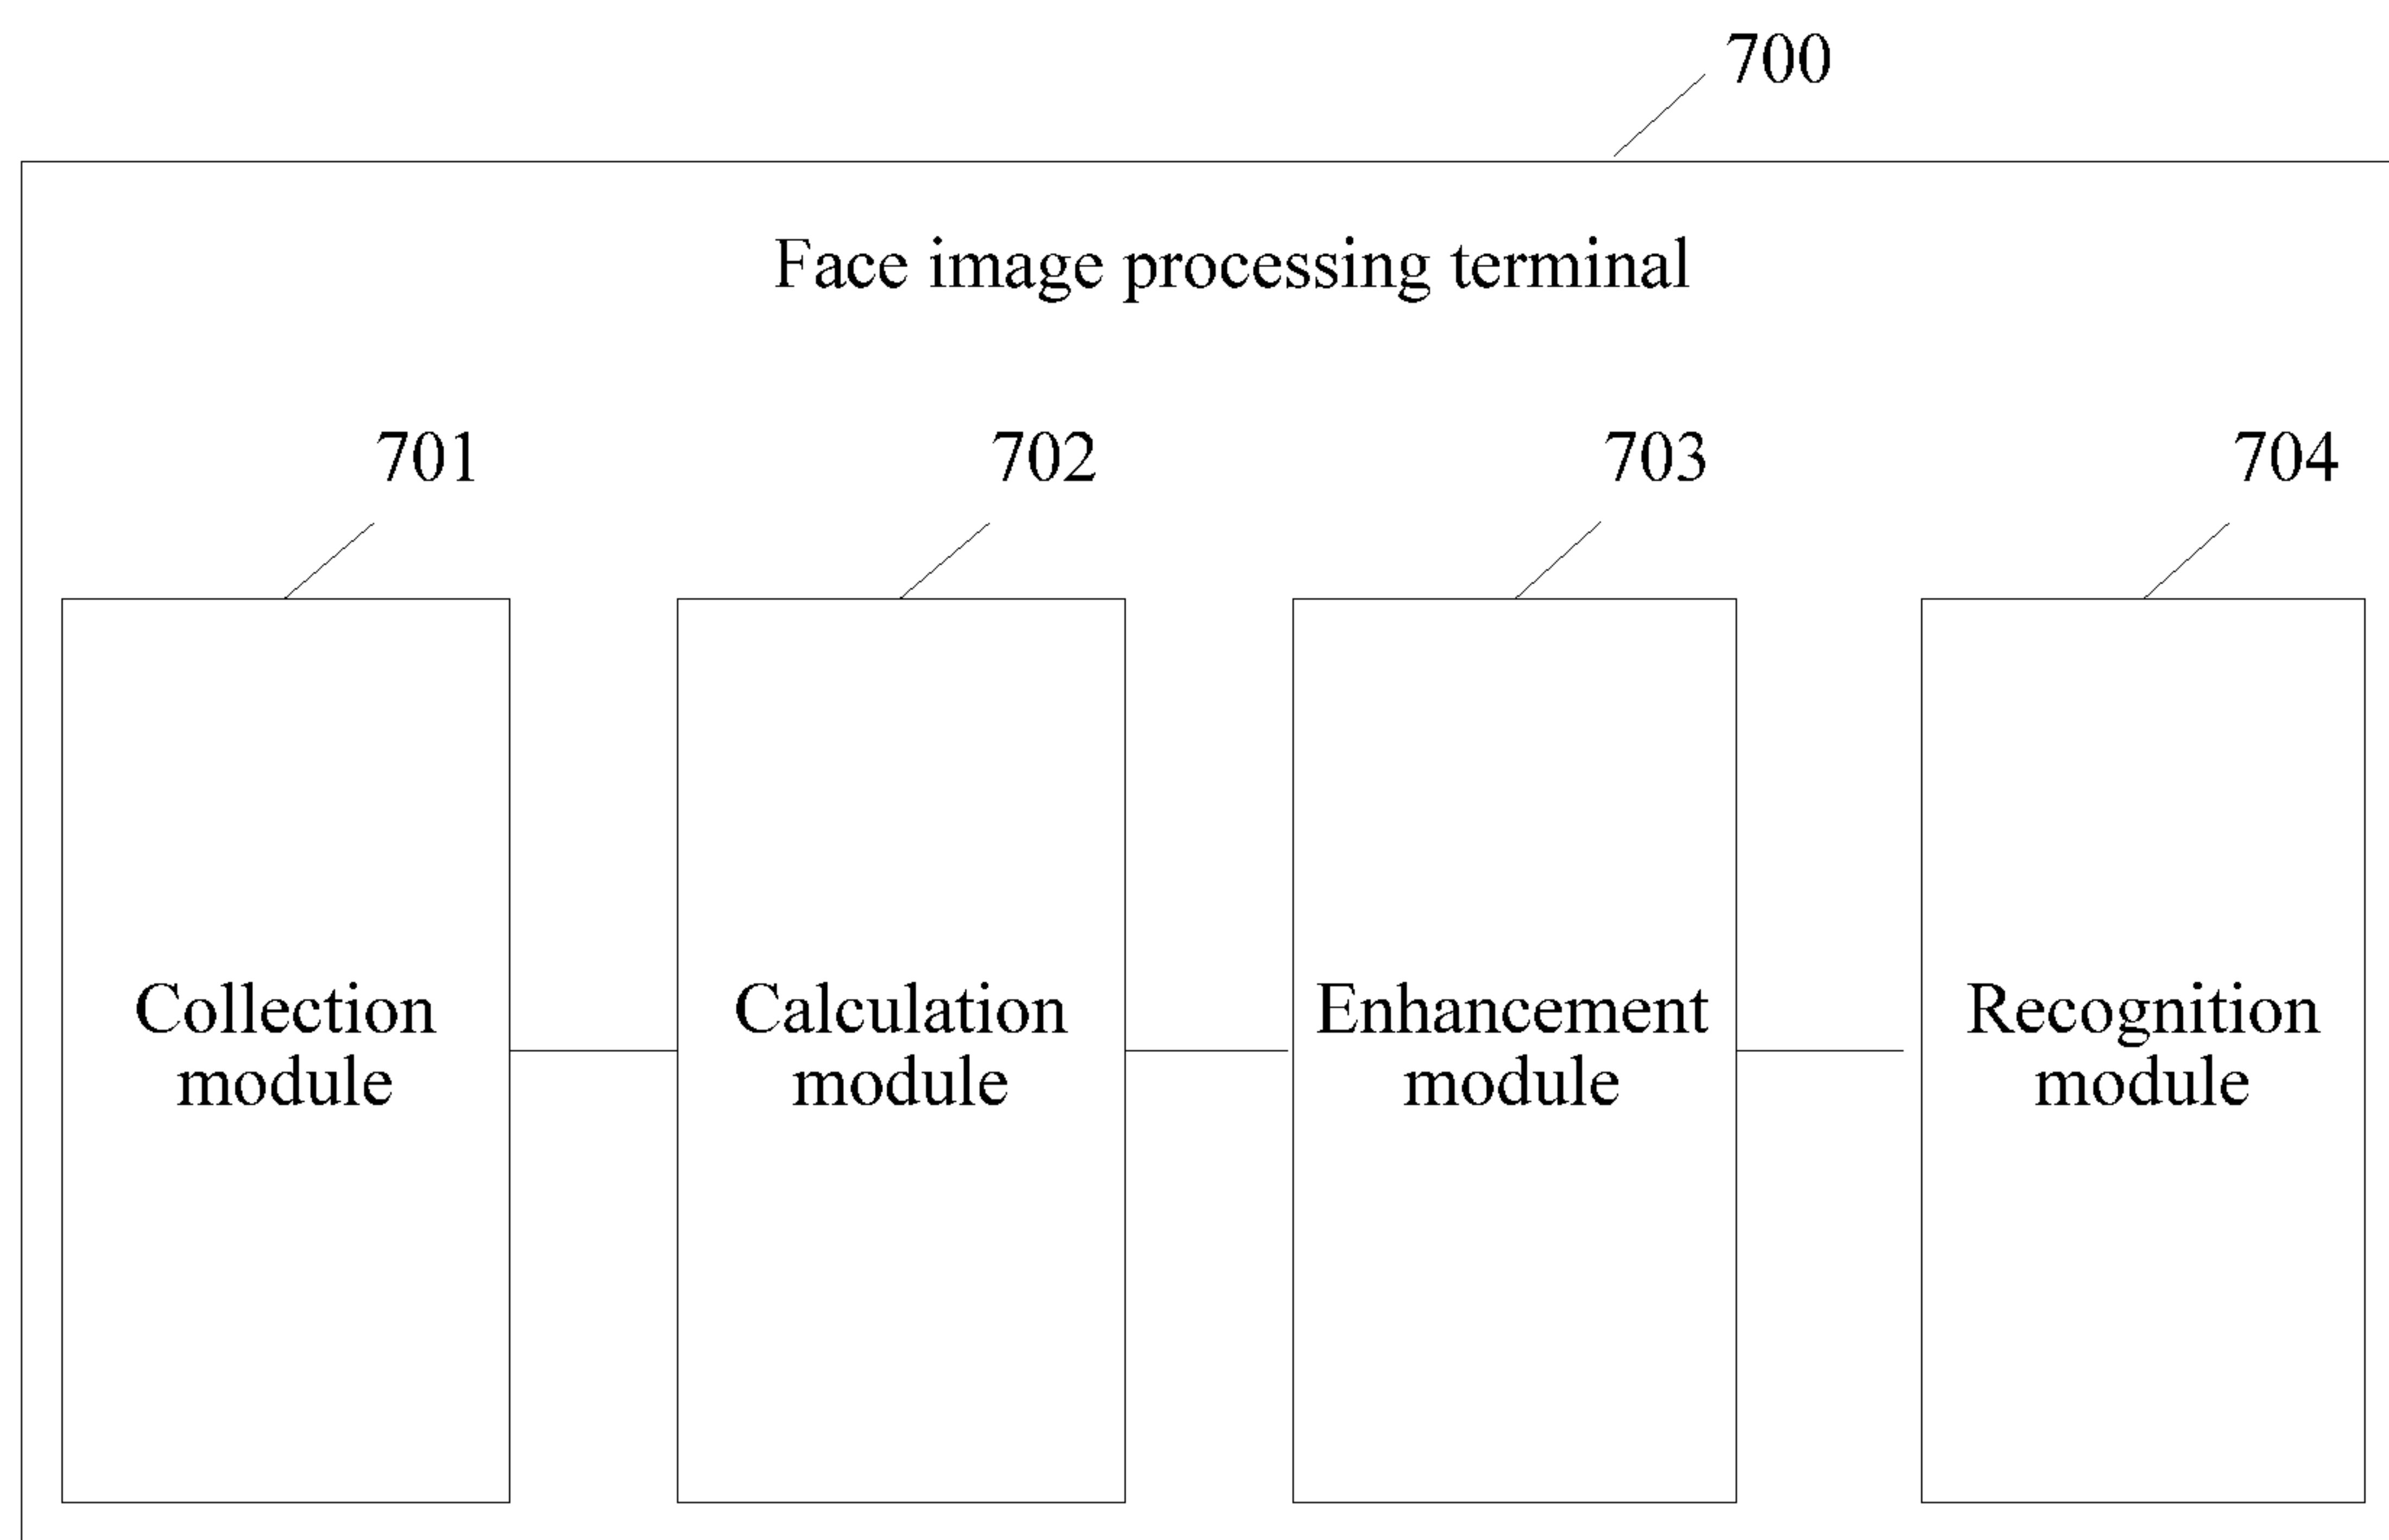 700
Face image processing terminal
701
702
703
704
Collection
module
Calculation
module
Enhancement
module
Recognition
module